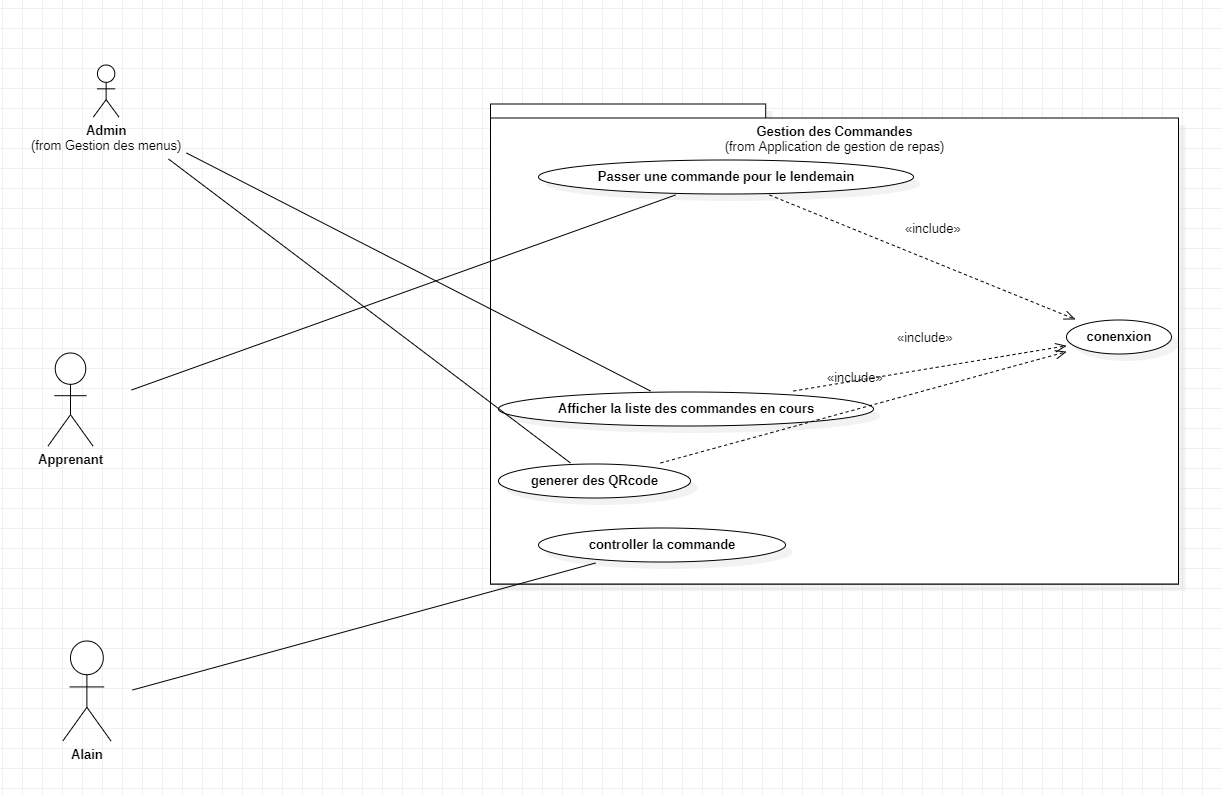 Admin
(from Gestion des menus)
Gestion des Commandes
(from Application de gestion de repas)
Passer une commande pour le lendemain
«include»
«include»
conenxion
«include»
Afficher la liste des commandes en cours
Apprenant
generer des QRcode
controller la commande
Alain